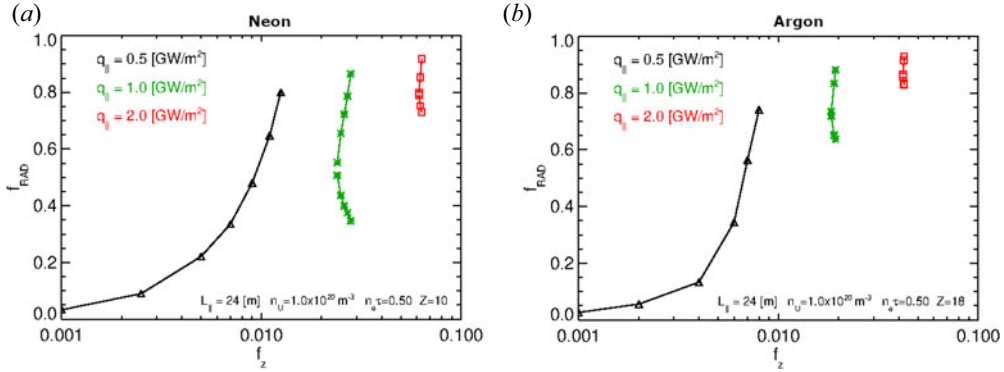 (a)
Neon
1.0
0.8
0.6
0.4
0.2
0.0
f_RAD
q_|| = 0.5 [GW/m²]
q_|| = 1.0 [GW/m²]
q_|| = 2.0 [GW/m²]
L_|| = 24 [m] n_U=1.0x10²⁰ m⁻³ n_eτ=0.50 Z=10
0.001 0.010 0.100
f_z
(b)
Argon
1.0
0.8
0.6
0.4
0.2
0.0
f_RAD
q_|| = 0.5 [GW/m²]
q_|| = 1.0 [GW/m²]
q_|| = 2.0 [GW/m²]
L_|| = 24 [m] n_U=1.0x10²⁰ m⁻³ n_eτ=0.50 Z=18
0.001 0.010 0.100
f_z